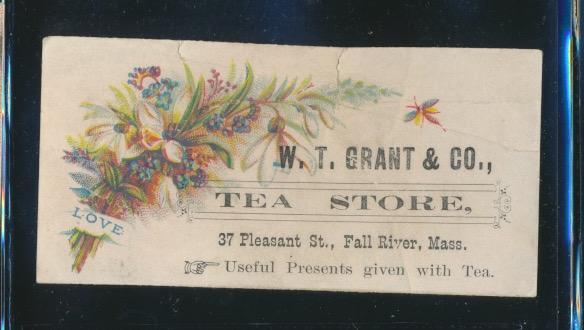 W. T. GRANT & CO.,
TEA STORE,
LOVE
37 Pleasant St., Fall River, Mass.
Useful Presents given with Tea.